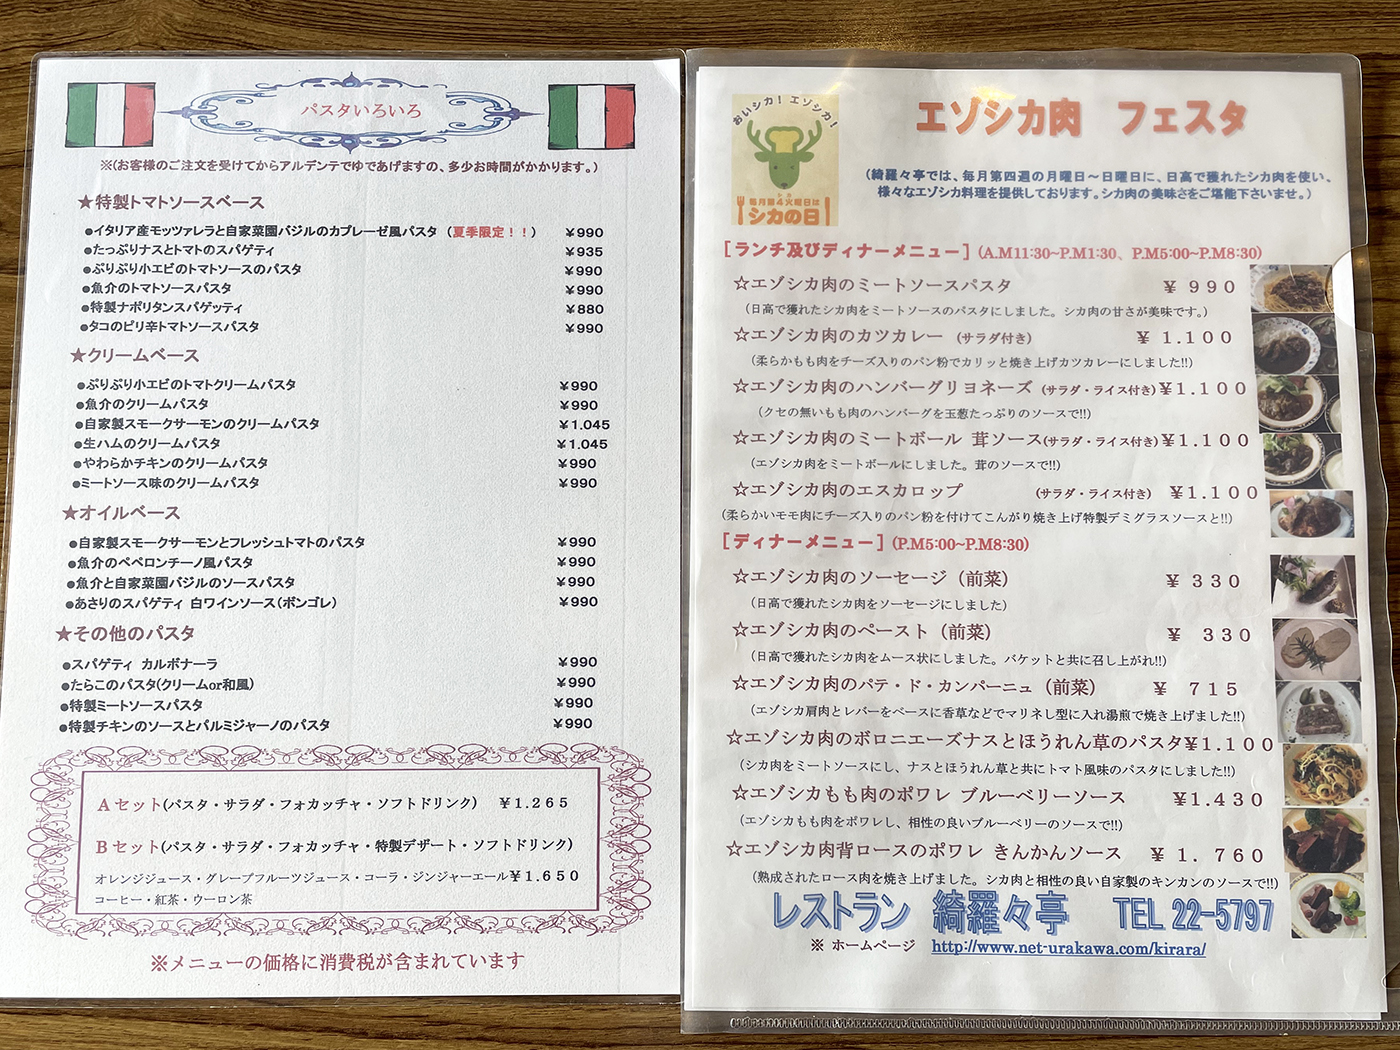 パスタいろいろ
※(お客様のご注文を受けてからアルデンテでゆであげますの、多少お時間がかかります。)
★特製トマトソースベース
●イタリア産モッツァレラと自家菜園バジルのカプレーゼ風パスタ (夏季限定!!) ¥990
●たっぷりナスとトマトのスパゲティ ¥935
●ぷりぷり小エビのトマトソースのパスタ ¥990
●魚介のトマトソースパスタ ¥990
●特製ナポリタンスパゲッティ ¥880
●タコのピリ辛トマトソースパスタ ¥990
★クリームベース
●ぷりぷり小エビのトマトクリームパスタ ¥990
●魚介のクリームパスタ ¥990
●自家製スモークサーモンのクリームパスタ ¥1.045
●生ハムのクリームパスタ ¥1.045
●やわらかチキンのクリームパスタ ¥990
●ミートソース味のクリームパスタ ¥990
★オイルベース
●自家製スモークサーモンとフレッシュトマトのパスタ ¥990
●魚介のペペロンチーノ風パスタ ¥990
●魚介と自家菜園バジルのソースパスタ ¥990
●あさりのスパゲティ 白ワインソース(ボンゴレ) ¥990
★その他のパスタ
●スパゲティ カルボナーラ ¥990
●たらこのパスタ(クリームor和風) ¥990
●特製ミートソースパスタ ¥990
●特製チキンのソースとパルミジャーノのパスタ ¥990
Aセット(パスタ・サラダ・フォカッチャ・ソフトドリンク) ¥1.265
Bセット(パスタ・サラダ・フォカッチャ・特製デザート・ソフトドリンク)
オレンジジュース・グレープフルーツジュース・コーラ・ジンジャーエール¥1.650
コーヒー・紅茶・ウーロン茶
※メニューの価格に消費税が含まれています
おいシカ!エゾシカ!
毎月第4火曜日は
シカ
シカの日
エゾシカ肉 フェスタ
(綺羅々亭では、毎月第四週の月曜日～日曜日に、日高で獲れたシカ肉を使い、
様々なエゾシカ料理を提供しております。シカ肉の美味さをご堪能下さいませ。)
[ランチ及びディナーメニュー] (A.M11:30~P.M1:30、P.M5:00~P.M8:30)
☆エゾシカ肉のミートソースパスタ ¥ 990
(日高で獲れたシカ肉をミートソースのパスタにしました。シカ肉の甘さが美味です。)
☆エゾシカ肉のカツカレー (サラダ付き) ¥ 1.100
(柔らかもも肉をチーズ入りのパン粉でカリッと焼き上げカツカレーにしました!!)
☆エゾシカ肉のハンバーグリヨネーズ (サラダ・ライス付き)¥1.100
(クセの無いもも肉のハンバーグを玉葱たっぷりのソースで!!)
☆エゾシカ肉のミートボール 茸ソース(サラダ・ライス付き)¥1.100
(エゾシカ肉をミートボールにしました。茸のソースで!!)
☆エゾシカ肉のエスカロップ (サラダ・ライス付き) ¥1.100
(柔らかいモモ肉にチーズ入りのパン粉を付けてこんがり焼き上げ特製デミグラスソースと!!)
[ディナーメニュー] (P.M5:00~P.M8:30)
☆エゾシカ肉のソーセージ (前菜) ¥ 330
(日高で獲れたシカ肉をソーセージにしました)
☆エゾシカ肉のペースト (前菜) ¥ 330
(日高で獲れたシカ肉をムース状にしました。バケットと共に召し上がれ!!)
☆エゾシカ肉のパテ・ド・カンパーニュ (前菜) ¥ 715
(エゾシカ肩肉とレバーをベースに香草などでマリネし型に入れ湯煎で焼き上げました!!)
☆エゾシカ肉のボロニエーズナスとほうれん草のパスタ¥1.100
(シカ肉をミートソースにし、ナスとほうれん草と共にトマト風味のパスタにしました!!)
☆エゾシカもも肉のポワレ ブルーベリーソース ¥1.430
(エゾシカもも肉をポワレし、相性の良いブルーベリーのソースで!!)
☆エゾシカ肉背ロースのポワレ きんかんソース ¥ 1. 760
(熟成されたロース肉を焼き上げました。シカ肉と相性の良い自家製のキンカンのソースで!!)
レストラン 綺羅々亭 TEL 22-5797
※ ホームページ http://www.net-urakawa.com/kirara/